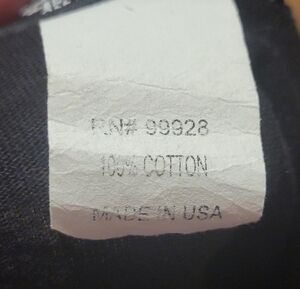 RN# 99928
100% COTTON
MADE IN USA